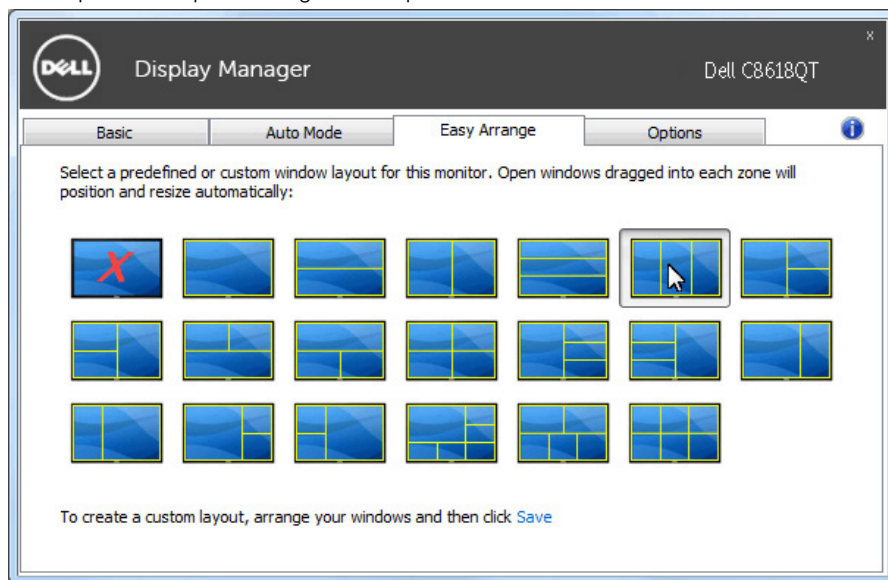 DELL
Display Manager
Dell C8618QT
x
Basic
Auto Mode
Easy Arrange
Options
i
Select a predefined or custom window layout for this monitor. Open windows dragged into each zone will
position and resize automatically:
X
To create a custom layout, arrange your windows and then click Save